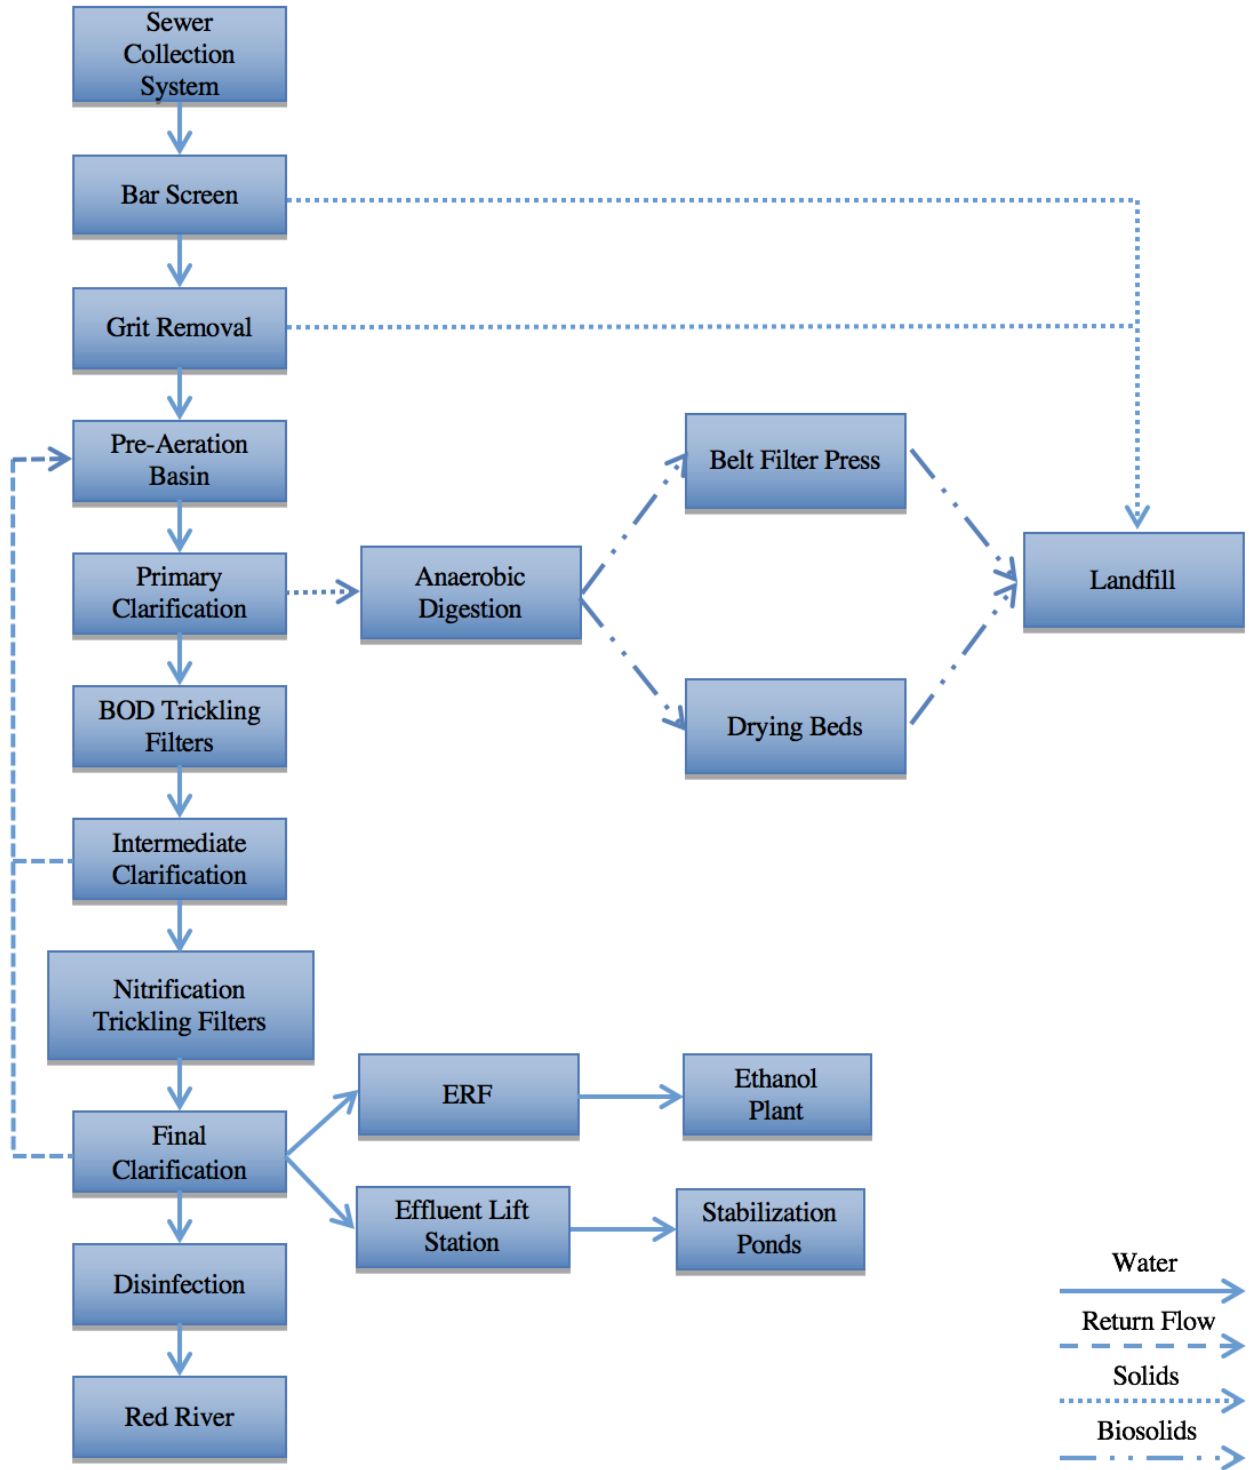 Sewer
Collection
System
Bar Screen
Grit Removal
Pre-Aeration
Basin
Primary
Clarification
BOD Trickling
Filters
Intermediate
Clarification
Nitrification
Trickling Filters
Final
Clarification
Disinfection
Red River
Anaerobic
Digestion
Belt Filter Press
Drying Beds
Landfill
ERF
Ethanol
Plant
Effluent Lift
Station
Stabilization
Ponds
Water
Return Flow
Solids
Biosolids